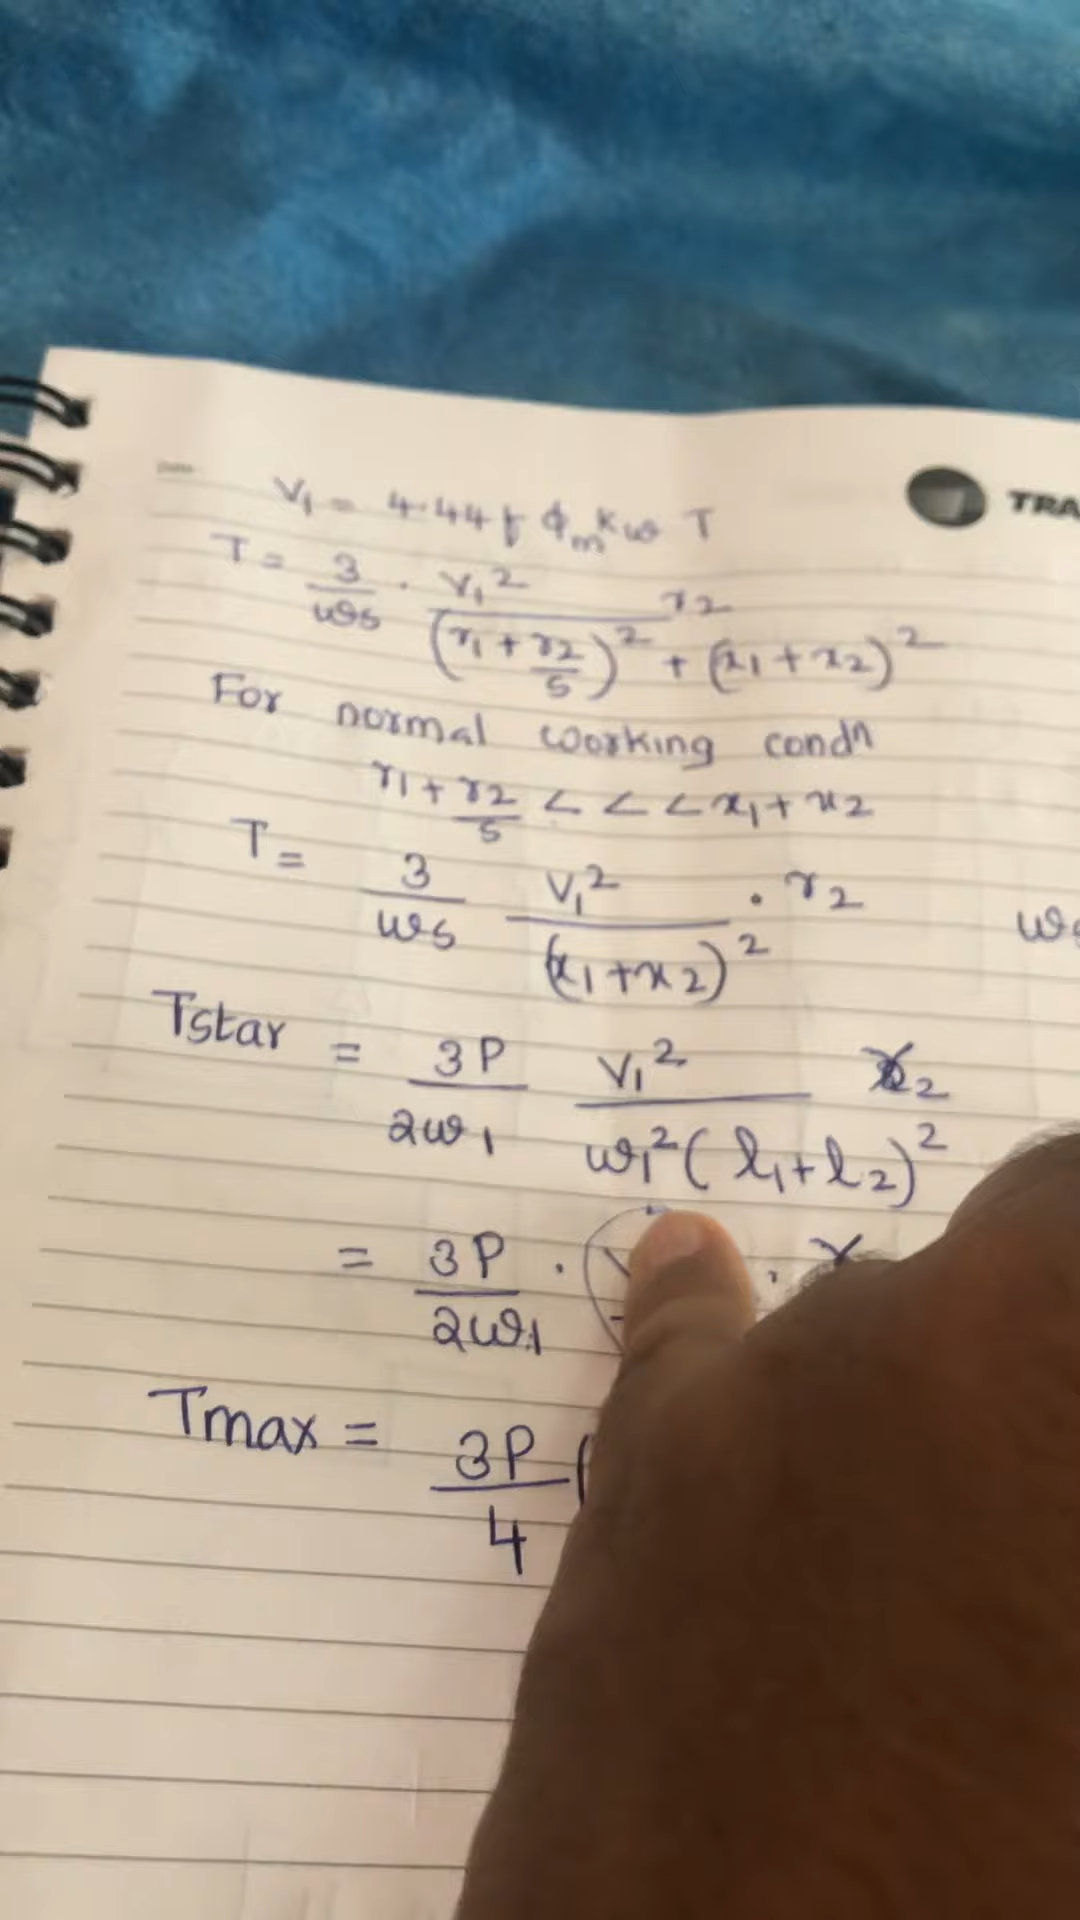 TRA
V₁ = 4.44 f ϕₘ Kω T
T = 3/ωs . V₁²/((r₁ + r₂/s)² + (x₁ + x₂)²) r₂
For normal working condn
r₁ + r₂/s < < < x₁ + x₂
T = 3/ωs V₁²/(x₁+x₂)² . r₂
Tstar = 3P/2ω₁ V₁²/ω₁²(l₁+l₂)²
= 3P/2ω₁ .
Tmax = 3P/4 (